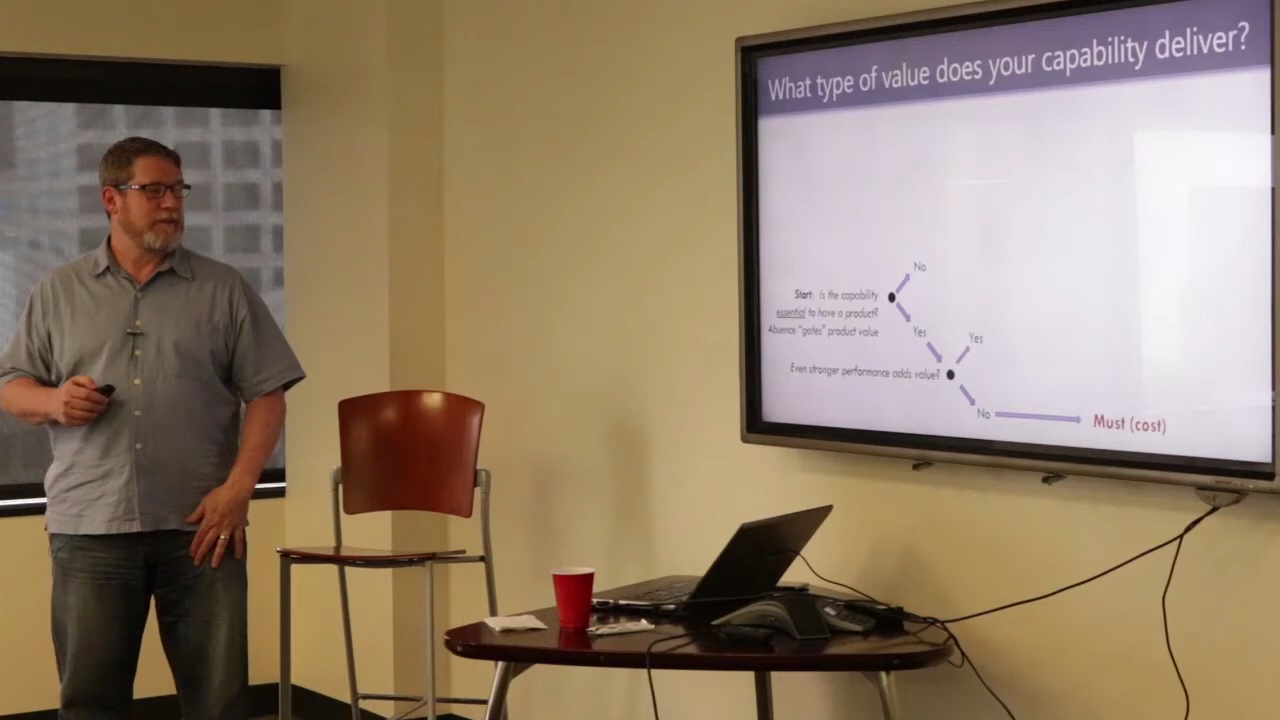 What type of value does your capability deliver?
No
Start: Is the capability
essential to have a product?
Absence "gates" product value
Yes
Yes
Even stronger performance adds value?
No
Must (cost)